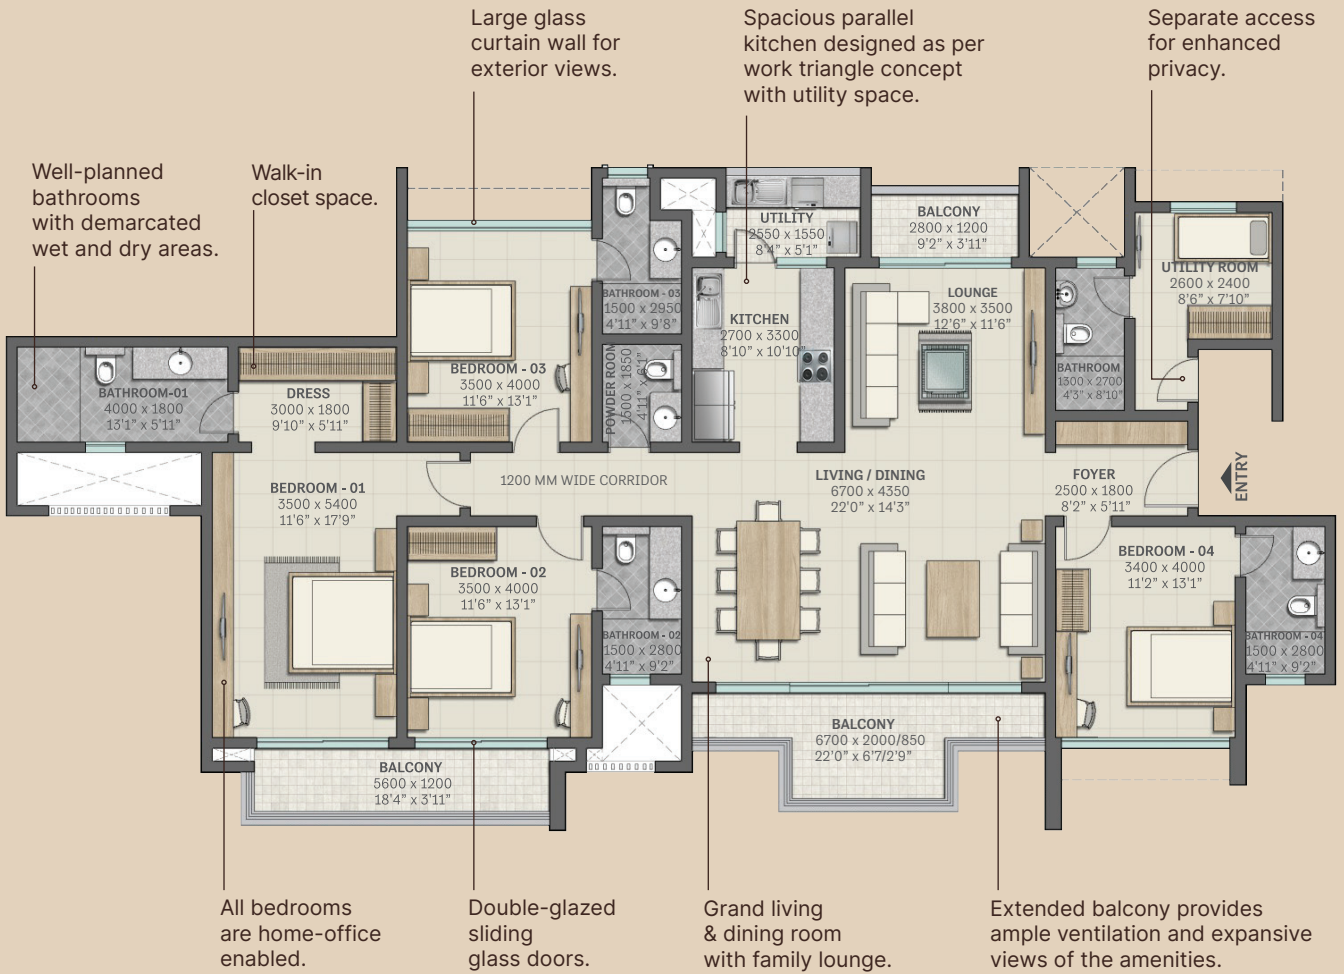 Large glass
curtain wall for
exterior views.
Spacious parallel
kitchen designed as per
work triangle concept
with utility space.
Separate access
for enhanced
privacy.
Well-planned
bathrooms
with demarcated
wet and dry areas.
Walk-in
closet space.
UTILITY
2550 x 1550
8'4" x 5'1"
BALCONY
2800 x 1200
9'2" x 3'11"
UTILITY ROOM
2600 x 2400
8'6" x 7'10"
BATHROOM - 03
1500 x 2950
4'11" x 9'8"
KITCHEN
2700 x 3300
8'10" x 10'10"
LOUNGE
3800 x 3500
12'6" x 11'6"
BATHROOM
1300 x 2700
4'3" x 8'10"
BATHROOM-01
4000 x 1800
13'1" x 5'11"
DRESS
3000 x 1800
9'10" x 5'11"
BEDROOM - 03
3500 x 4000
11'6" x 13'1"
POWDER ROOM
1500 x 1850
4'11" x 6'1"
BEDROOM - 01
3500 x 5400
11'6" x 17'9"
1200 MM WIDE CORRIDOR
LIVING / DINING
6700 x 4350
22'0" x 14'3"
FOYER
2500 x 1800
8'2" x 5'11"
ENTRY
BEDROOM - 02
3500 x 4000
11'6" x 13'1"
BATHROOM - 02
1500 x 2800
4'11" x 9'2"
BEDROOM - 04
3400 x 4000
11'2" x 13'1"
BATHROOM - 04
1500 x 2800
4'11" x 9'2"
BALCONY
5600 x 1200
18'4" x 3'11"
BALCONY
6700 x 2000/850
22'0" x 6'7/2'9"
All bedrooms
are home-office
enabled.
Double-glazed
sliding
glass doors.
Grand living
& dining room
with family lounge.
Extended balcony provides
ample ventilation and expansive
views of the amenities.